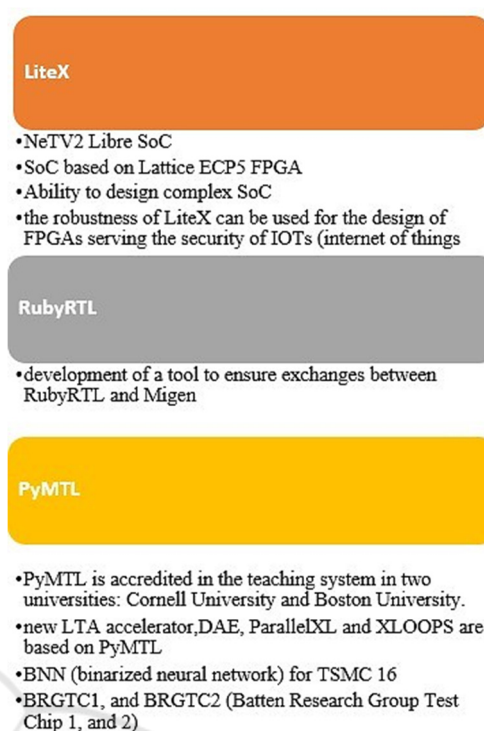 LiteX
•NeTV2 Libre SoC
•SoC based on Lattice ECP5 FPGA
•Ability to design complex SoC
•the robustness of LiteX can be used for the design of
FPGAs serving the security of IOTs (internet of things
RubyRTL
•development of a tool to ensure exchanges between
RubyRTL and Migen
PyMTL
•PyMTL is accredited in the teaching system in two
universities: Cornell University and Boston University.
•new LTA accelerator,DAE, ParallelXL and XLOOPS are
based on PyMTL
•BNN (binarized neural network) for TSMC 16
•BRGTC1, and BRGTC2 (Batten Research Group Test
Chip 1, and 2)